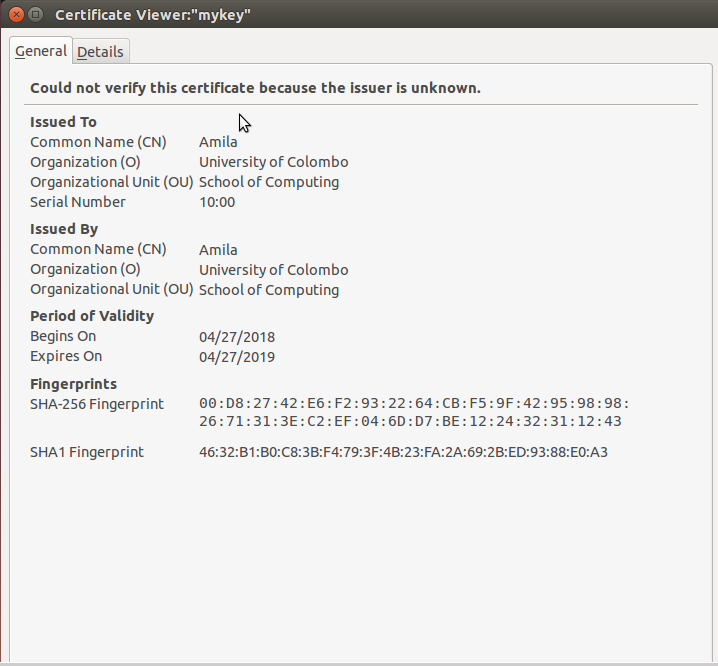 Certificate Viewer:"mykey"
General Details
Could not verify this certificate because the issuer is unknown.
Issued To
Common Name (CN) Amila
Organization (O) University of Colombo
Organizational Unit (OU) School of Computing
Serial Number 10:00
Issued By
Common Name (CN) Amila
Organization (O) University of Colombo
Organizational Unit (OU) School of Computing
Period of Validity
Begins On 04/27/2018
Expires On 04/27/2019
Fingerprints
SHA-256 Fingerprint 00:D8:27:42:E6:F2:93:22:64:CB:F5:9F:42:95:98:98:
26:71:31:3E:C2:EF:04:6D:D7:BE:12:24:32:31:12:43
SHA1 Fingerprint 46:32:B1:B0:C8:3B:F4:79:3F:4B:23:FA:2A:69:2B:ED:93:88:E0:A3